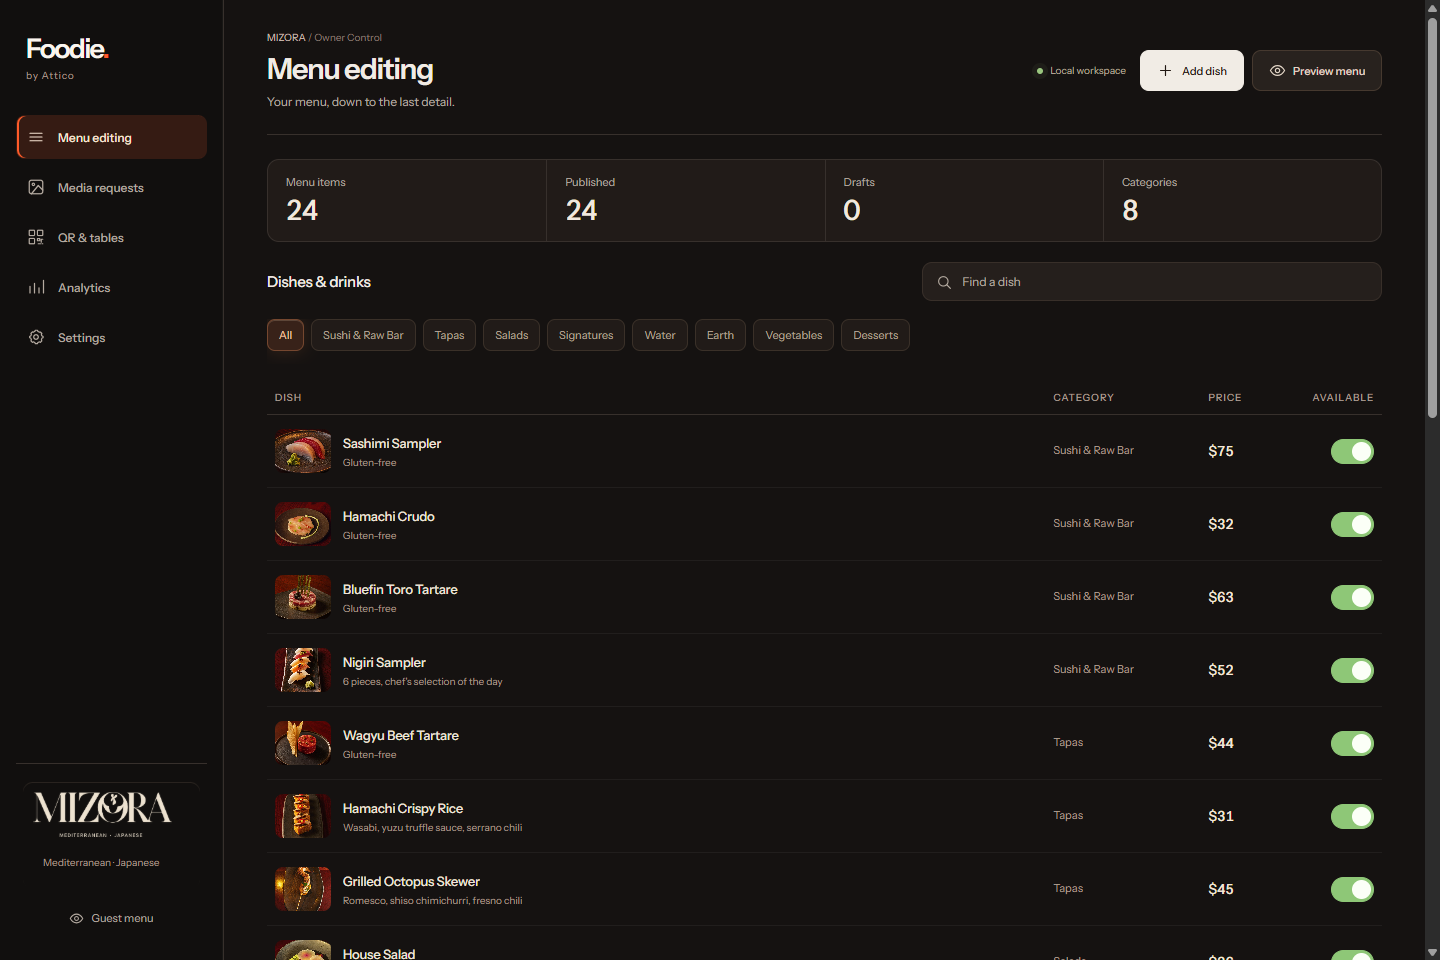 Foodie.
by Attico
Menu editing
Media requests
QR & tables
Analytics
Settings
MIZORA
MEDITERRANEAN • JAPANESE
Mediterranean · Japanese
Guest menu
MIZORA / Owner Control
Menu editing
Your menu, down to the last detail.
Local workspace
Add dish
Preview menu
Menu items
24
Published
24
Drafts
0
Categories
8
Dishes & drinks
Find a dish
All
Sushi & Raw Bar
Tapas
Salads
Signatures
Water
Earth
Vegetables
Desserts
DISH CATEGORY PRICE AVAILABLE
Sashimi Sampler
Gluten-free
Sushi & Raw Bar
$75
Hamachi Crudo
Gluten-free
Sushi & Raw Bar
$32
Bluefin Toro Tartare
Gluten-free
Sushi & Raw Bar
$63
Nigiri Sampler
6 pieces, chef's selection of the day
Sushi & Raw Bar
$52
Wagyu Beef Tartare
Gluten-free
Tapas
$44
Hamachi Crispy Rice
Wasabi, yuzu truffle sauce, serrano chili
Tapas
$31
Grilled Octopus Skewer
Romesco, shiso chimichurri, fresno chili
Tapas
$45
House Salad
Salads